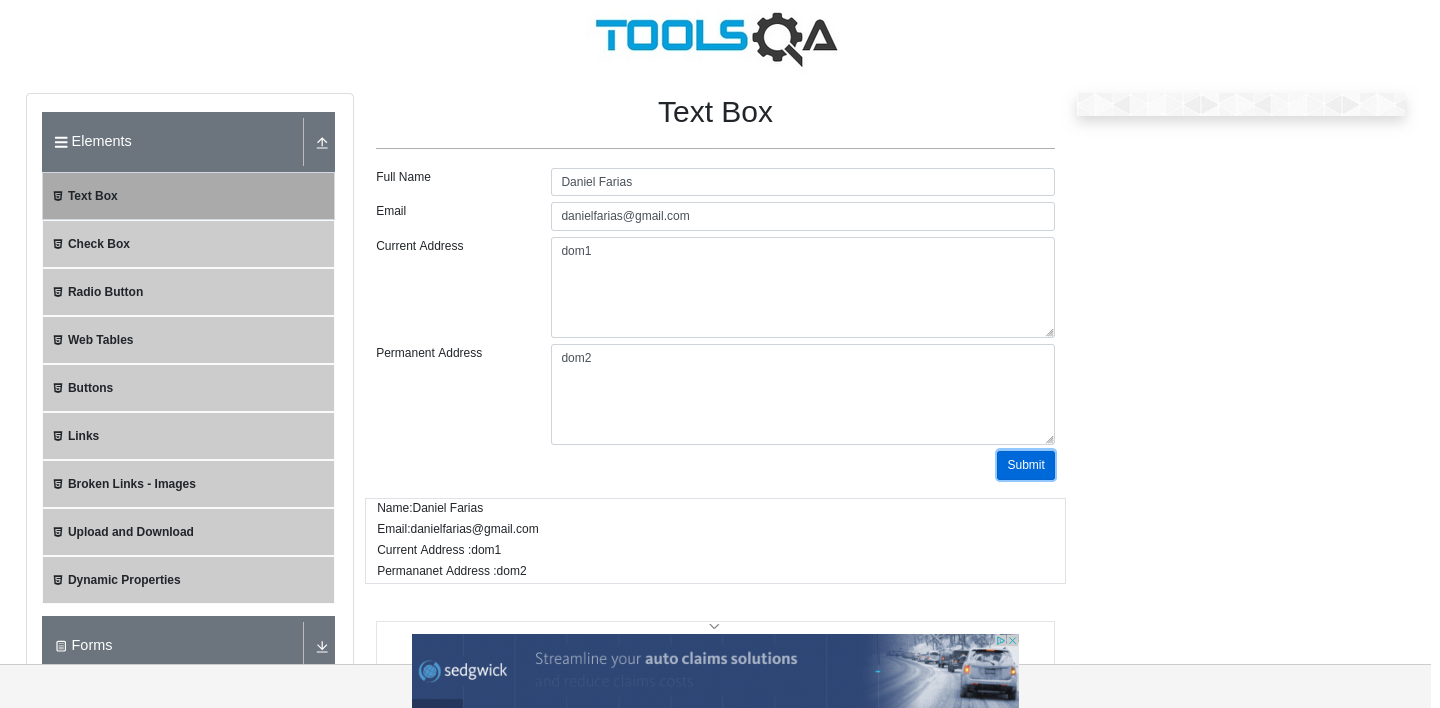 TOOLSQA
Elements
Text Box
Check Box
Radio Button
Web Tables
Buttons
Links
Broken Links - Images
Upload and Download
Dynamic Properties
Forms
Text Box
Full Name
Daniel Farias
Email
danielfarias@gmail.com
Current Address
dom1
Permanent Address
dom2
Submit
Name:Daniel Farias
Email:danielfarias@gmail.com
Current Address :dom1
Permananet Address :dom2
sedgwick
Streamline your auto claims solutions
and reduce claims costs